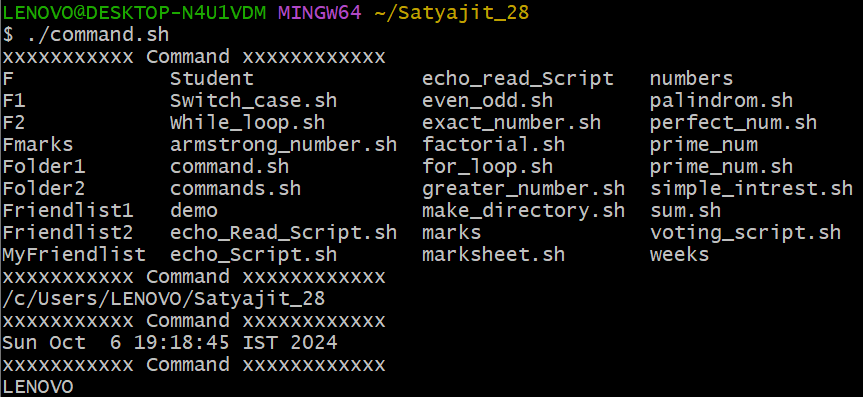 LENOVO@DESKTOP-N4U1VDM MINGW64 ~/Satyajit_28
$ ./command.sh
xxxxxxxxxxx Command xxxxxxxxxxxx
F Student echo_read_Script numbers
F1 Switch_case.sh even_odd.sh palindrom.sh
F2 While_loop.sh exact_number.sh perfect_num.sh
Fmarks armstrong_number.sh factorial.sh prime_num
Folder1 command.sh for_loop.sh prime_num.sh
Folder2 commands.sh greater_number.sh simple_intrest.sh
Friendlist1 demo make_directory.sh sum.sh
Friendlist2 echo_Read_Script.sh marks voting_script.sh
MyFriendlist echo_Script.sh marksheet.sh weeks
xxxxxxxxxxx Command xxxxxxxxxxxx
/c/Users/LENOVO/Satyajit_28
xxxxxxxxxxx Command xxxxxxxxxxxx
Sun Oct  6 19:18:45 IST 2024
xxxxxxxxxxx Command xxxxxxxxxxxx
LENOVO